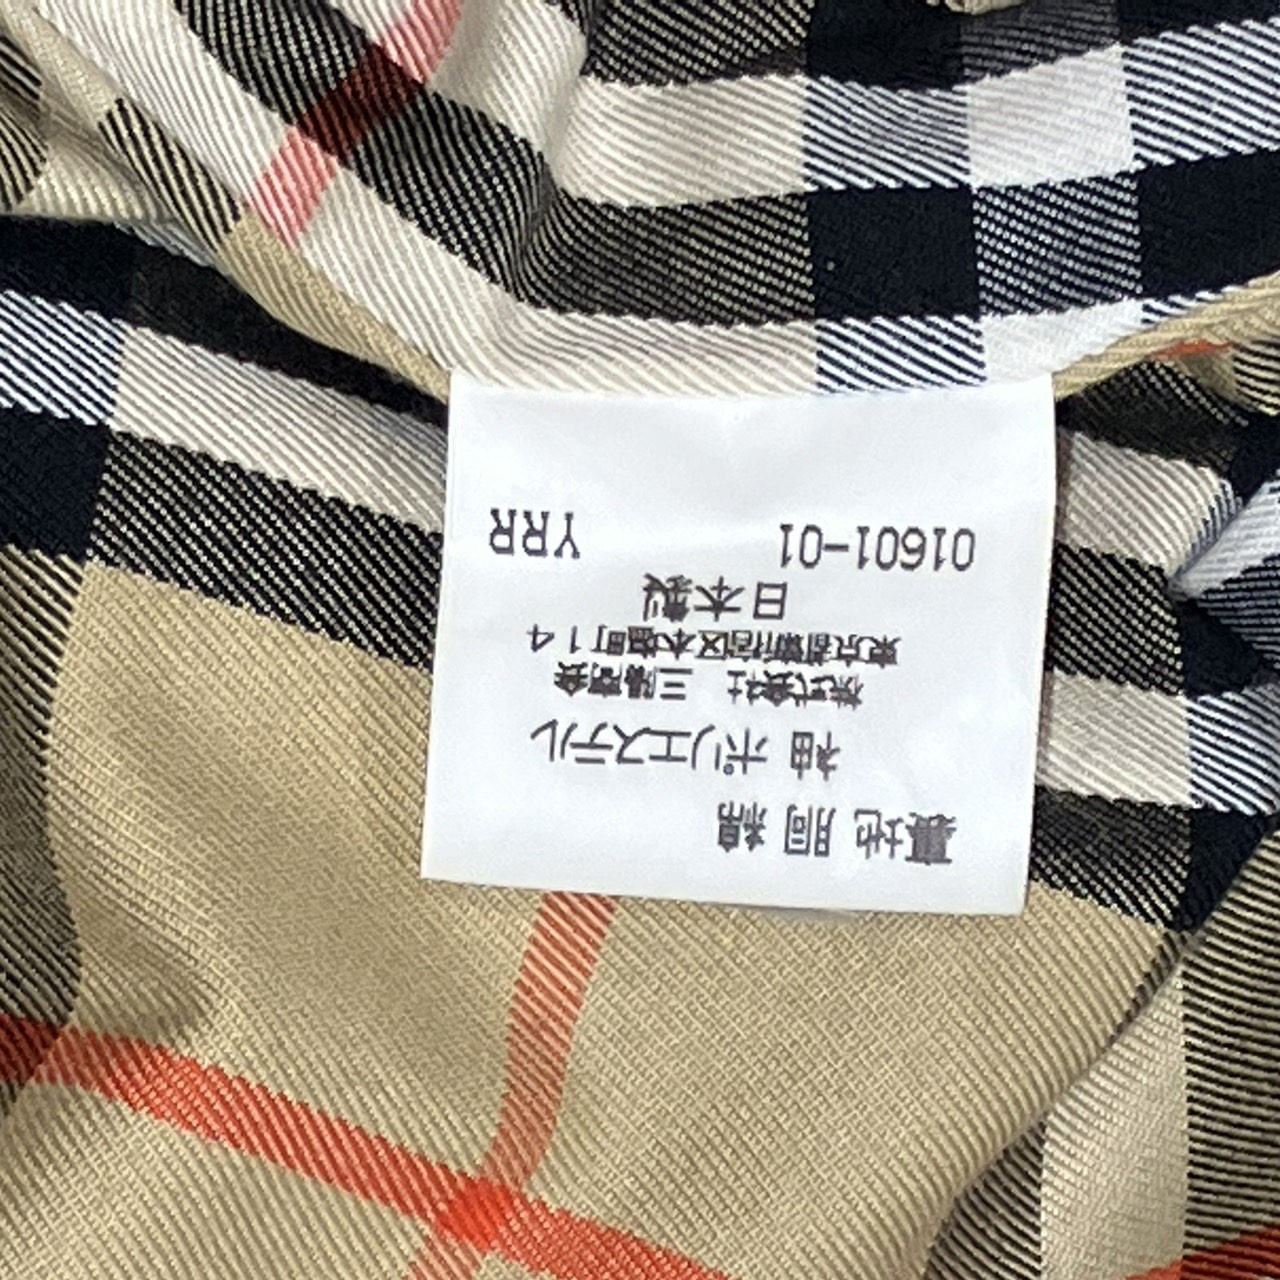 裏地 胴 綿
袖 ポリエステル
株式会社 三陽商会
東京都新宿区本塩町14
日本製
01601-01 YRR